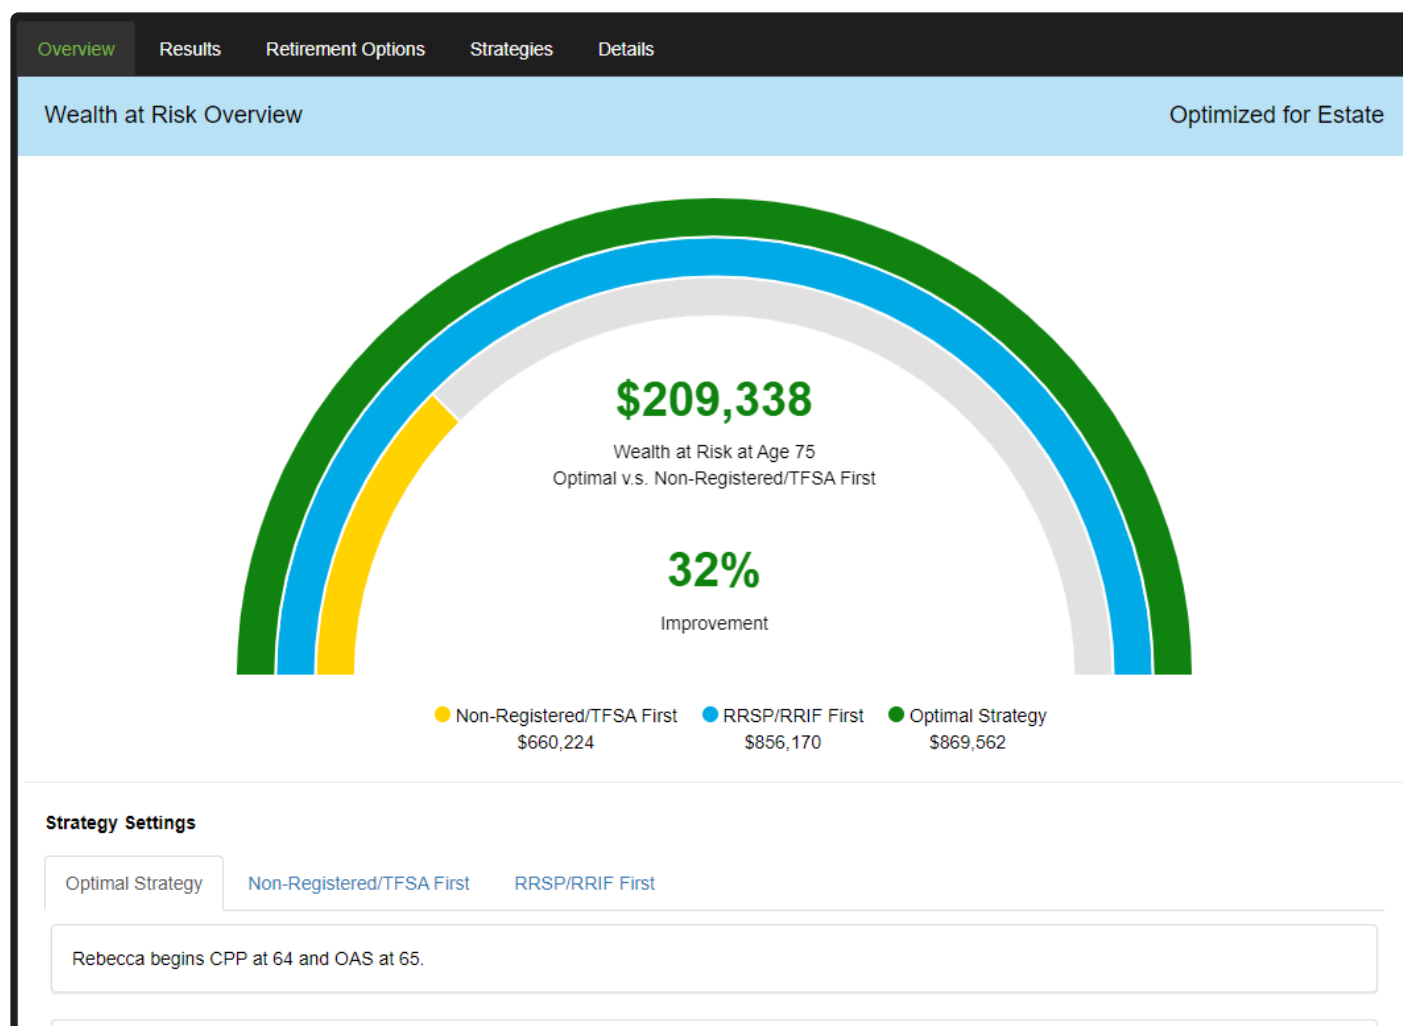 Overview Results Retirement Options Strategies Details
Wealth at Risk Overview Optimized for Estate
$209,338
Wealth at Risk at Age 75
Optimal v.s. Non-Registered/TFSA First
32%
Improvement
Non-Registered/TFSA First RRSP/RRIF First Optimal Strategy
$660,224 $856,170 $869,562
Strategy Settings
Optimal Strategy Non-Registered/TFSA First RRSP/RRIF First
Rebecca begins CPP at 64 and OAS at 65.